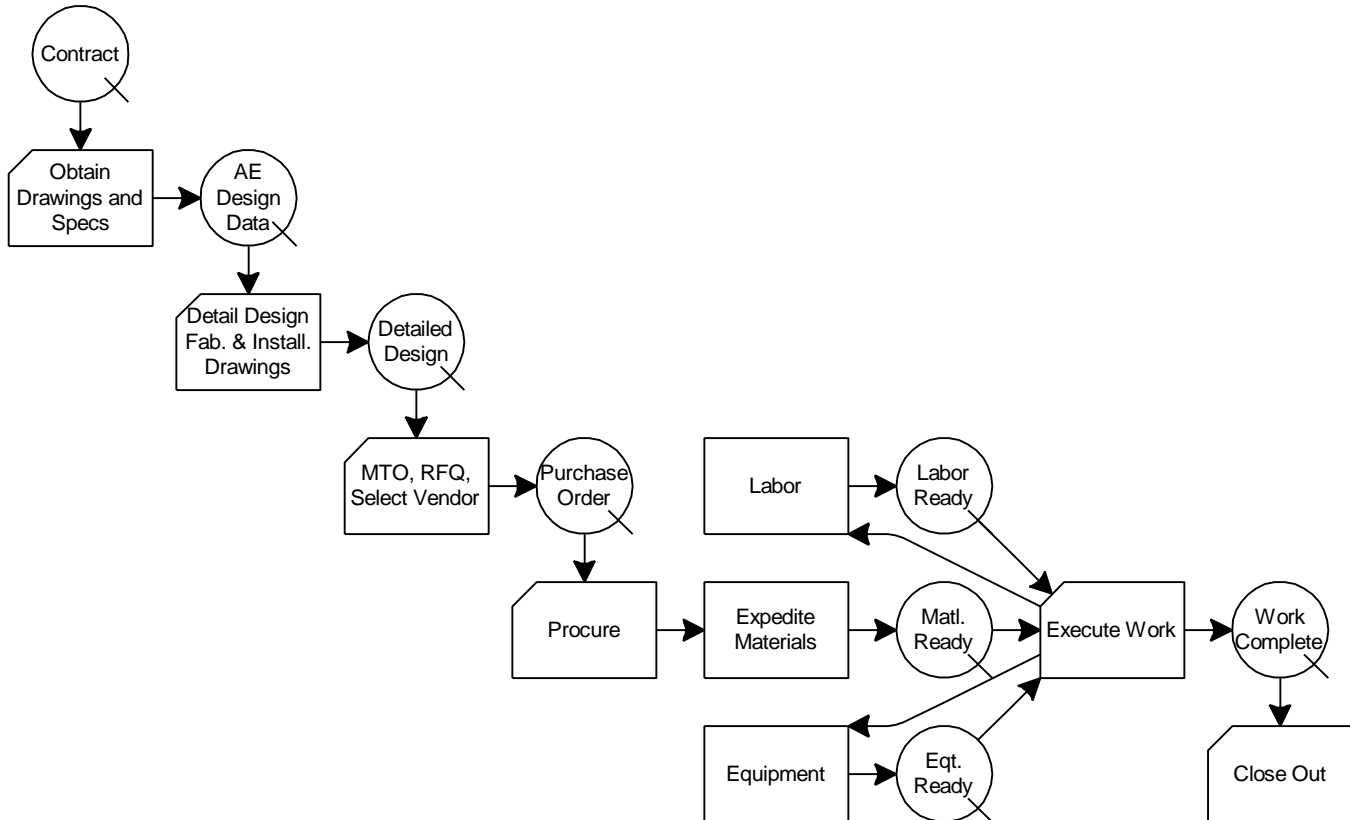 Contract
Obtain
Drawings and
Specs
AE
Design
Data
Detail Design
Fab. & Install.
Drawings
Detailed
Design
MTO, RFQ,
Select Vendor
Purchase
Order
Labor
Labor
Ready
Procure
Expedite
Materials
Matl.
Ready
Execute Work
Work
Complete
Equipment
Eqt.
Ready
Close Out